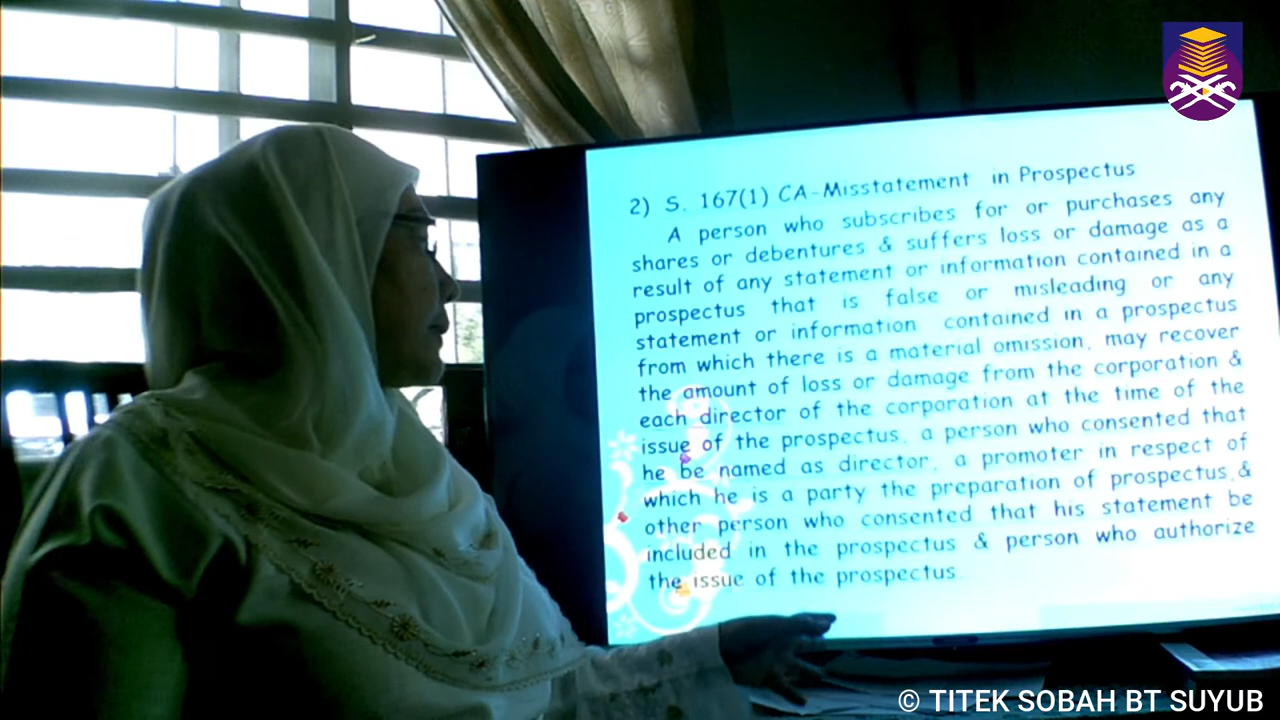 2) S. 167(1) CA-Misstatement in Prospectus
A person who subscribes for or purchases any
shares or debentures & suffers loss or damage as a
result of any statement or information contained in a
prospectus that is false or misleading or any
statement or information contained in a prospectus
from which there is a material omission, may recover
the amount of loss or damage from the corporation &
each director of the corporation at the time of the
issue of the prospectus, a person who consented that
he be named as director, a promoter in respect of
which he is a party the preparation of prospectus,&
other person who consented that his statement be
included in the prospectus & person who authorize
the issue of the prospectus.
© TITEK SOBAH BT SUYUB